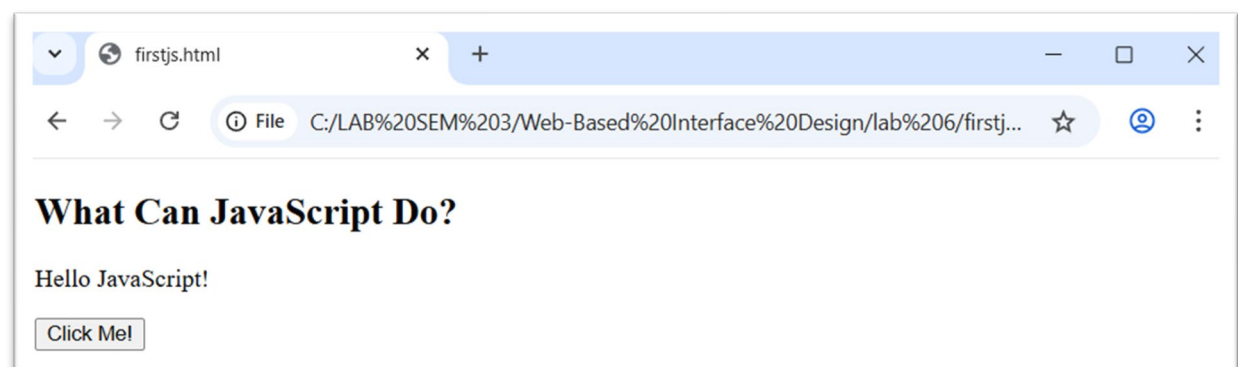 firstjs.html
File C:/LAB%20SEM%203/Web-Based%20Interface%20Design/lab%206/firstj...
What Can JavaScript Do?
Hello JavaScript!
Click Me!